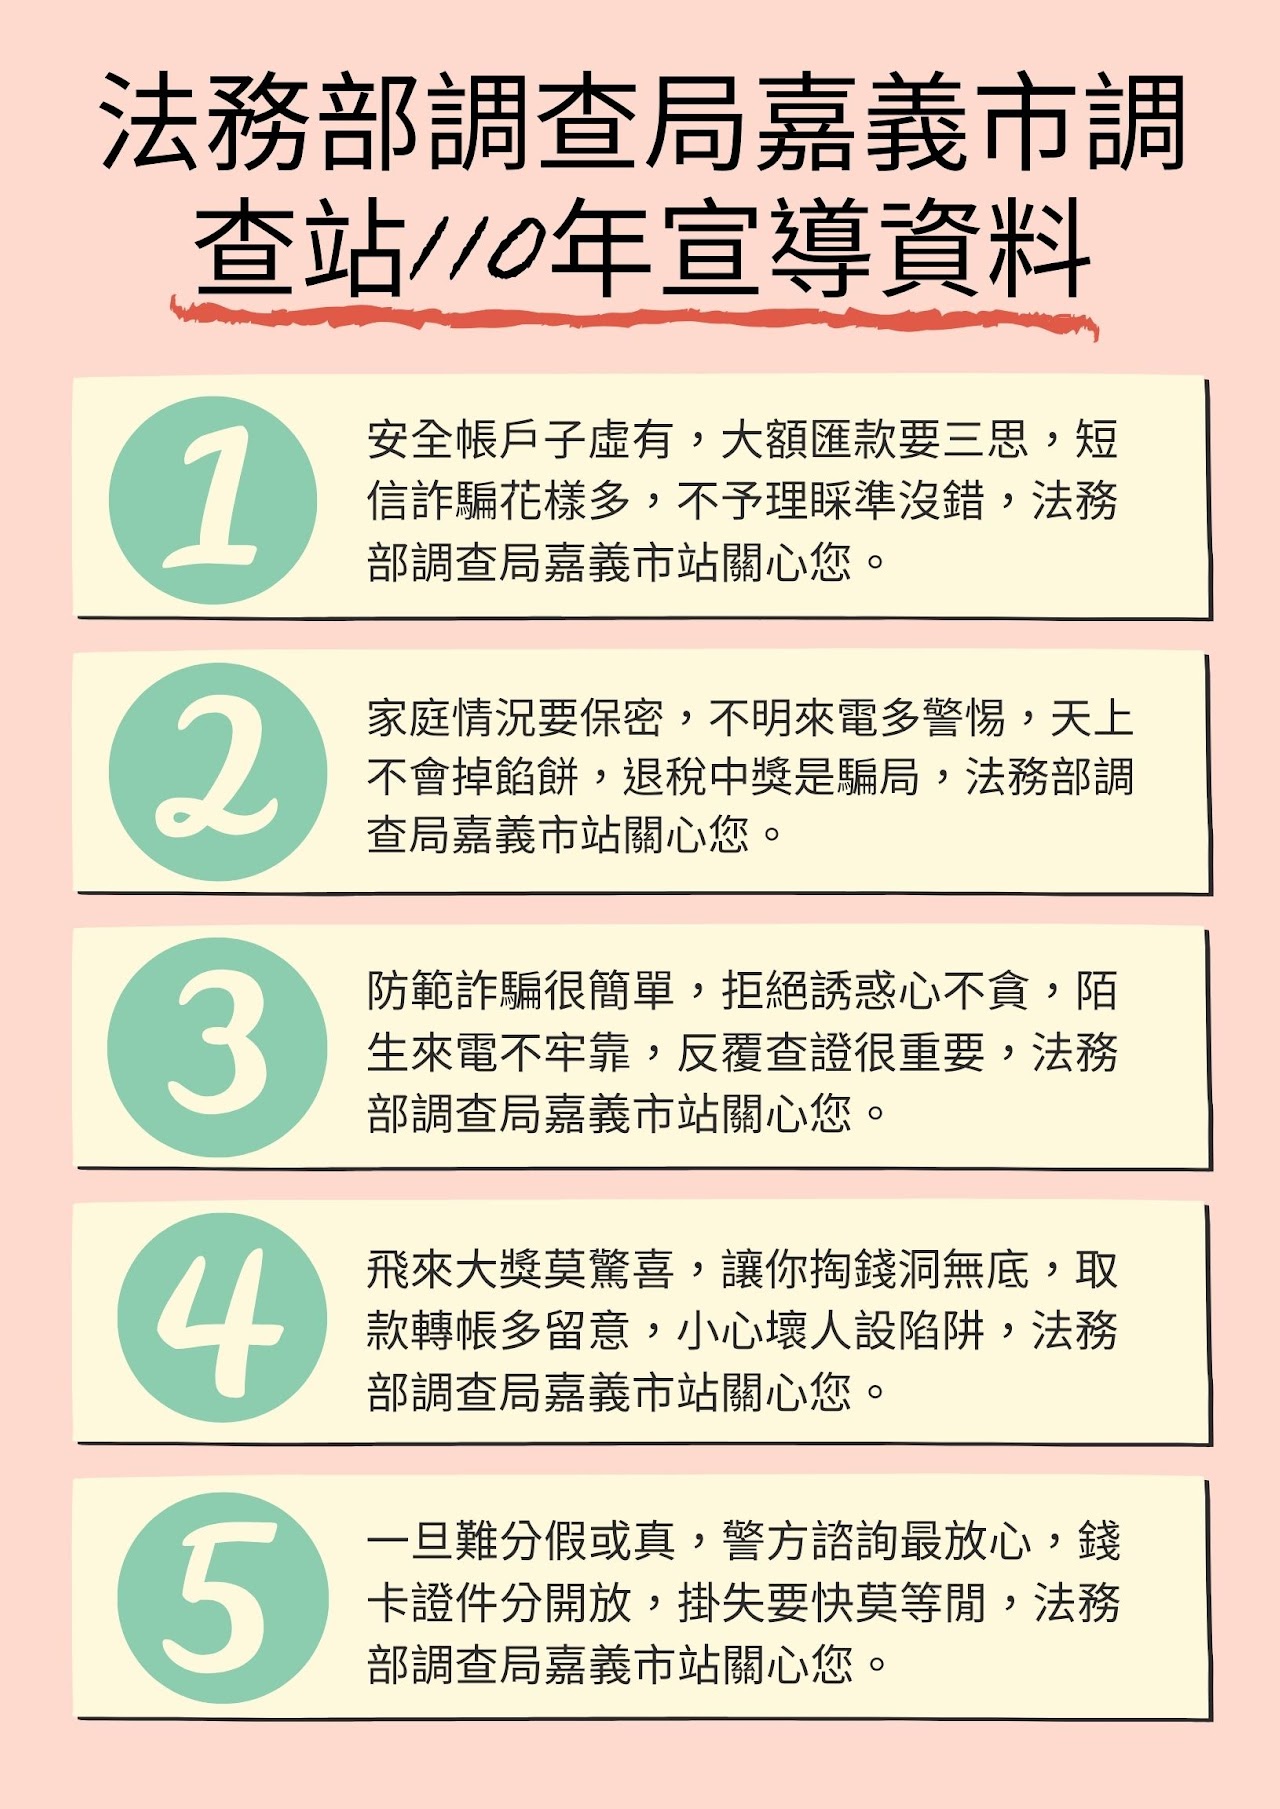 法務部調查局嘉義市調
查站110年宣導資料
1
安全帳戶子虛有，大額匯款要三思，短
信詐騙花樣多，不予理睬準沒錯，法務
部調查局嘉義市站關心您。
2
家庭情況要保密，不明來電多警惕，天上
不會掉餡餅，退稅中獎是騙局，法務部調
查局嘉義市站關心您。
3
防範詐騙很簡單，拒絕誘惑心不貪，陌
生來電不牢靠，反覆查證很重要，法務
部調查局嘉義市站關心您。
4
飛來大獎莫驚喜，讓你掏錢洞無底，取
款轉帳多留意，小心壞人設陷阱，法務
部調查局嘉義市站關心您。
5
一旦難分假或真，警方諮詢最放心，錢
卡證件分開放，掛失要快莫等閒，法務
部調查局嘉義市站關心您。